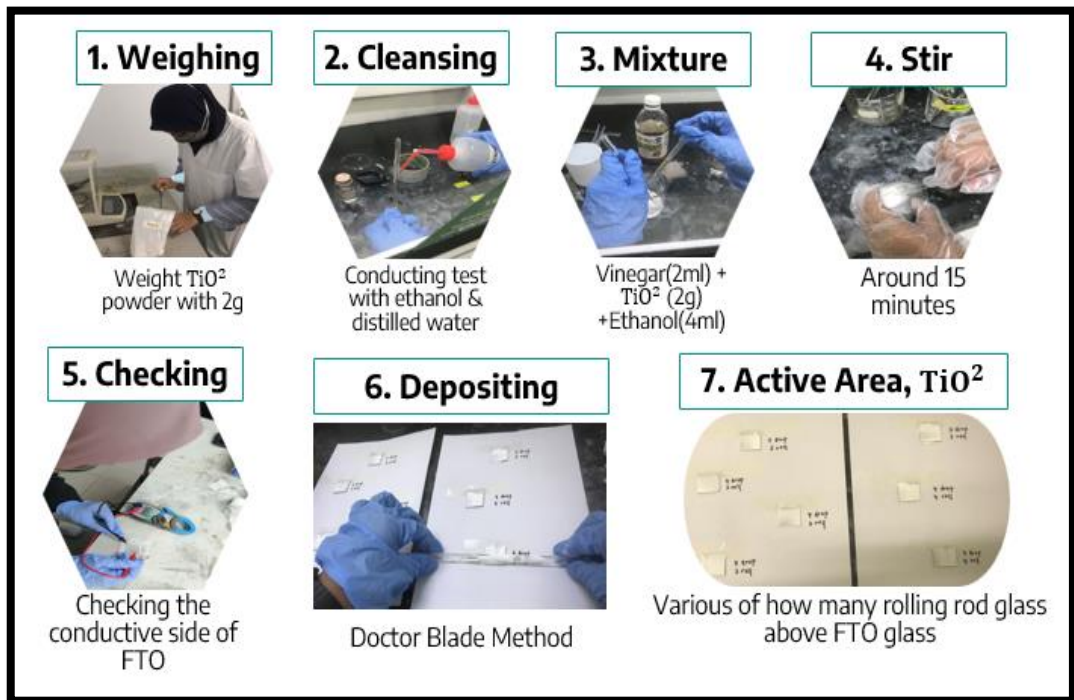 1. Weighing
Weight TiO² powder with 2g
2. Cleansing
Conducting test
with ethanol &
distilled water
3. Mixture
Vinegar(2ml) +
TiO² (2g)
+Ethanol(4ml)
4. Stir
Around 15
minutes
5. Checking
Checking the
conductive side of
FTO
6. Depositing
Doctor Blade Method
7. Active Area, TiO²
Various of how many rolling rod glass
above FTO glass